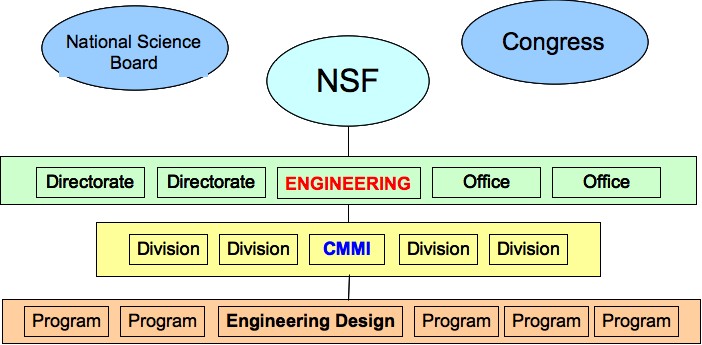 National Science
Board
Congress
NSF
Directorate
Directorate
ENGINEERING
Office
Office
Division
Division
CMMI
Division
Division
Program
Program
Engineering Design
Program
Program
Program